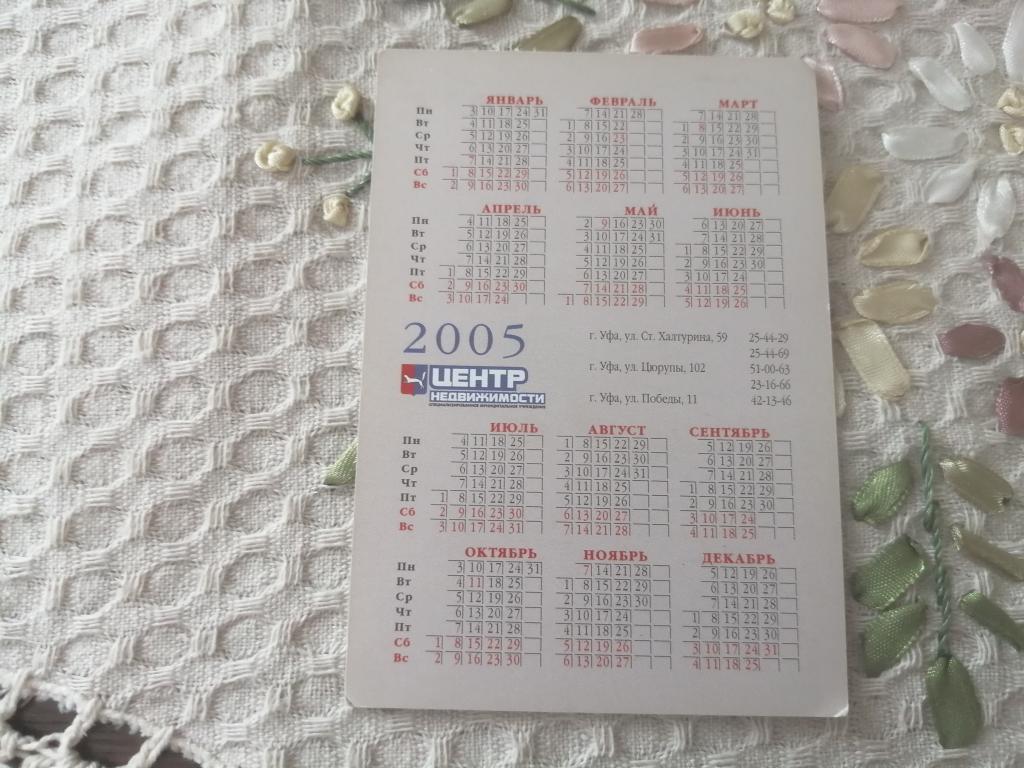 ЯНВАРЬ ФЕВРАЛЬ МАРТ
Пн 3 10 17 24 31 7 14 21 28 7 14 21 28
Вт 4 11 18 25 1 8 15 22 1 8 15 22 29
Ср 5 12 19 26 2 9 16 23 2 9 16 23 30
Чт 6 13 20 27 3 10 17 24 3 10 17 24 31
Пт 7 14 21 28 4 11 18 25 4 11 18 25
Сб 1 8 15 22 29 5 12 19 26 5 12 19 26
Вс 2 9 16 23 30 6 13 20 27 6 13 20 27
АПРЕЛЬ МАЙ ИЮНЬ
Пн 4 11 18 25 2 9 16 23 30 6 13 20 27
Вт 5 12 19 26 3 10 17 24 31 7 14 21 28
Ср 6 13 20 27 4 11 18 25 1 8 15 22 29
Чт 7 14 21 28 5 12 19 26 2 9 16 23 30
Пт 1 8 15 22 29 6 13 20 27 3 10 17 24
Сб 2 9 16 23 30 7 14 21 28 4 11 18 25
Вс 3 10 17 24 1 8 15 22 29 5 12 19 26
2005
ЦЕНТР
НЕДВИЖИМОСТИ
СПЕЦИАЛИЗИРОВАННОЕ МУНИЦИПАЛЬНОЕ УЧРЕЖДЕНИЕ
г. Уфа, ул. Ст. Халтурина, 59 25-44-29
25-44-69
г. Уфа, ул. Цюрупы, 102 51-00-63
23-16-66
г. Уфа, ул. Победы, 11 42-13-46
ИЮЛЬ АВГУСТ СЕНТЯБРЬ
Пн 4 11 18 25 1 8 15 22 29 5 12 19 26
Вт 5 12 19 26 2 9 16 23 30 6 13 20 27
Ср 6 13 20 27 3 10 17 24 31 7 14 21 28
Чт 7 14 21 28 4 11 18 25 1 8 15 22 29
Пт 1 8 15 22 29 5 12 19 26 2 9 16 23 30
Сб 2 9 16 23 30 6 13 20 27 3 10 17 24
Вс 3 10 17 24 31 7 14 21 28 4 11 18 25
ОКТЯБРЬ НОЯБРЬ ДЕКАБРЬ
Пн 3 10 17 24 31 7 14 21 28 5 12 19 26
Вт 4 11 18 25 1 8 15 22 29 6 13 20 27
Ср 5 12 19 26 2 9 16 23 30 7 14 21 28
Чт 6 13 20 27 3 10 17 24 1 8 15 22 29
Пт 7 14 21 28 4 11 18 25 2 9 16 23 30
Сб 1 8 15 22 29 5 12 19 26 3 10 17 24 31
Вс 2 9 16 23 30 6 13 20 27 4 11 18 25